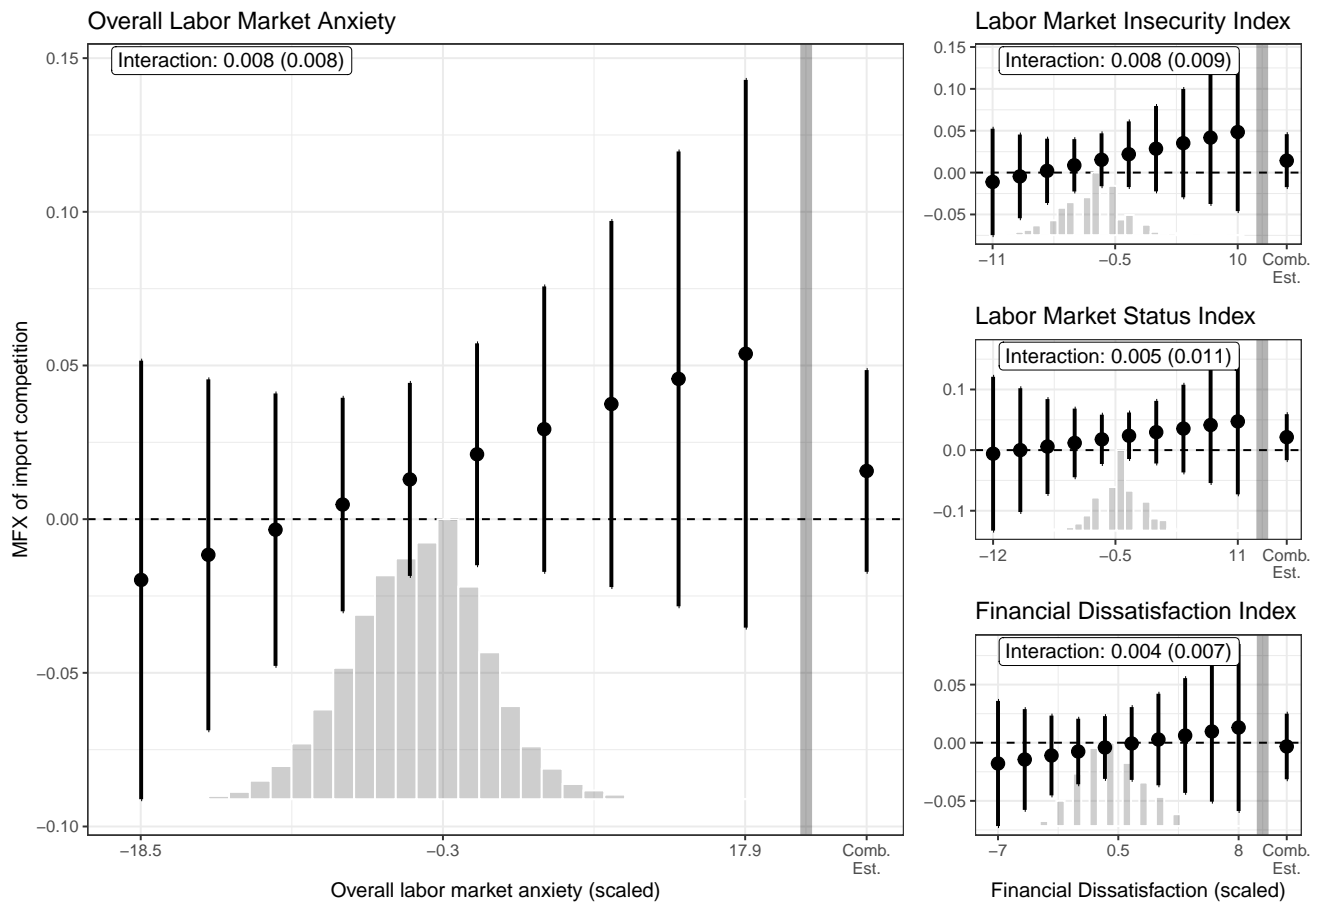 Overall Labor Market Anxiety
Interaction: 0.008 (0.008)
MFX of import competition
0.15
0.10
0.05
0.00
−0.05
−0.10
−18.5
−0.3
17.9
Comb.
Est.
Overall labor market anxiety (scaled)
Labor Market Insecurity Index
Interaction: 0.008 (0.009)
0.15
0.10
0.05
0.00
−0.05
−11
−0.5
10
Comb.
Est.
Labor Market Status Index
Interaction: 0.005 (0.011)
0.1
0.0
−0.1
−12
−0.5
11
Comb.
Est.
Financial Dissatisfaction Index
Interaction: 0.004 (0.007)
0.05
0.00
−0.05
−7
0.5
8
Comb.
Est.
Financial Dissatisfaction (scaled)